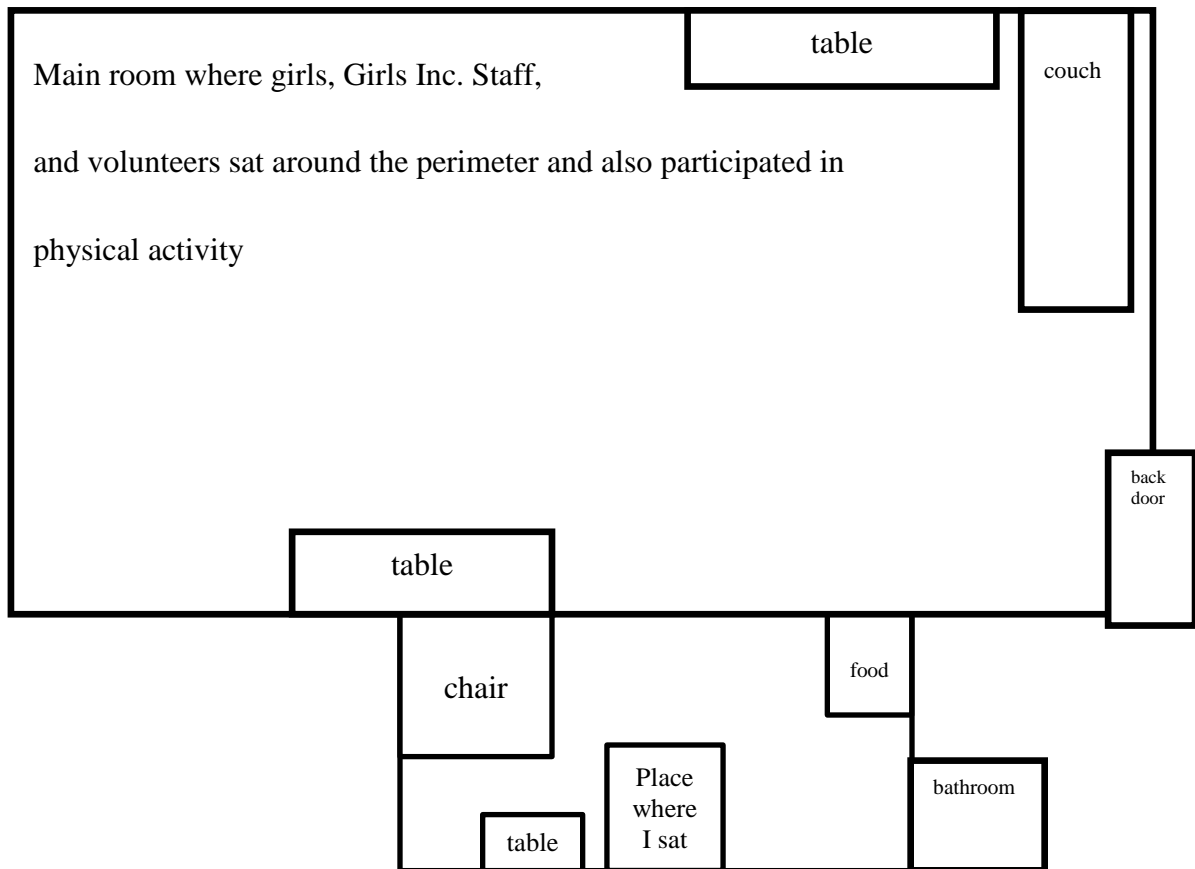 table
couch
Main room where girls, Girls Inc. Staff,
and volunteers sat around the perimeter and also participated in
physical activity
back
door
table
chair
food
Place
where
I sat
bathroom
table